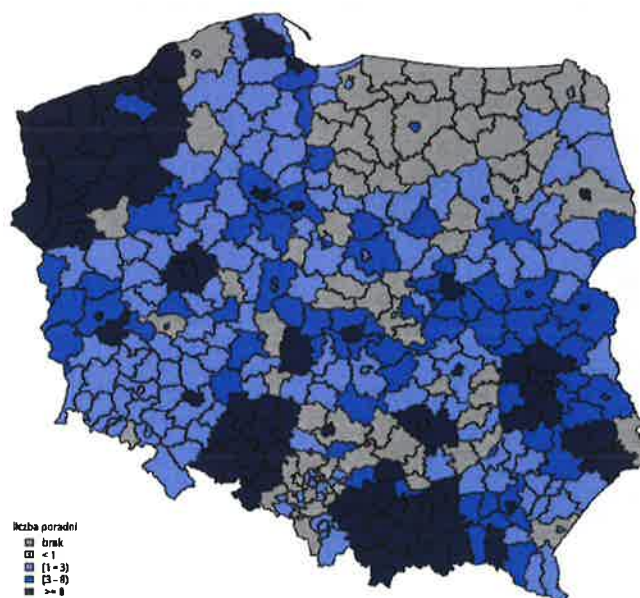 liczba poradni
brak
< 1
[1 - 3)
[3 - 8)
>= 8